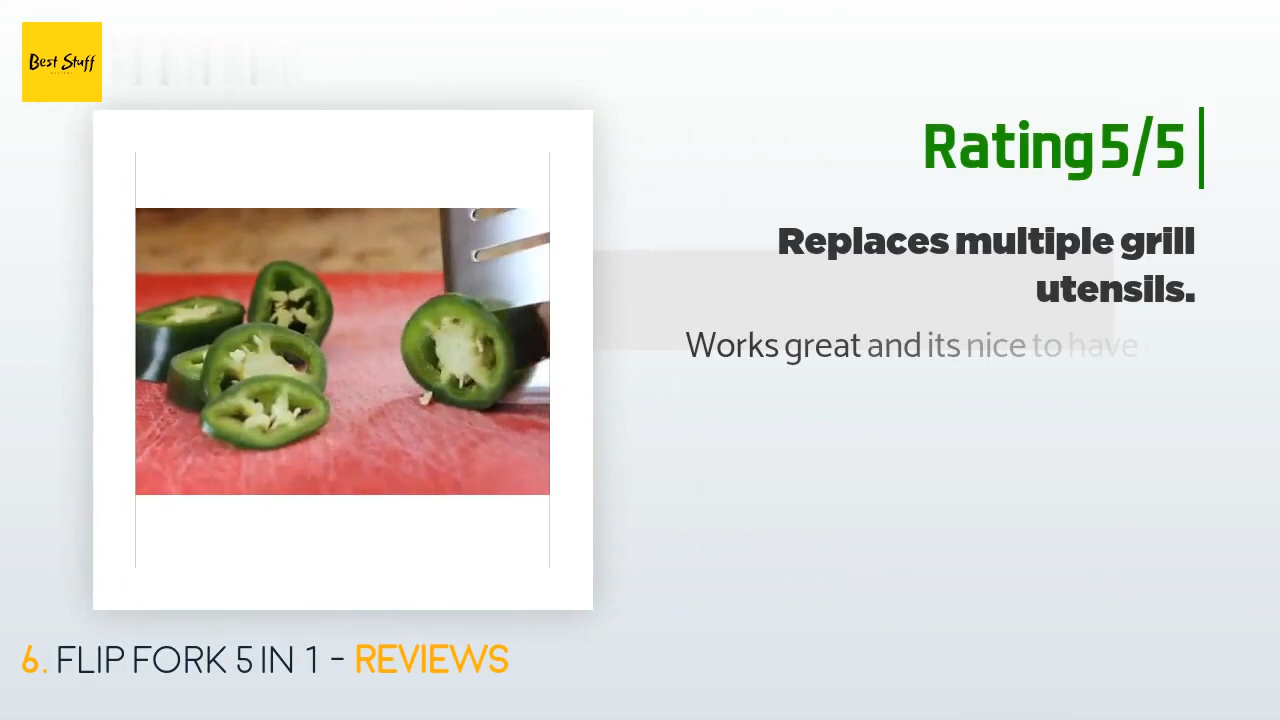 Best Stuff
Rating 5/5
Replaces multiple grill
utensils.
Works great and its nice to have
6. FLIP FORK 5 IN 1 - REVIEWS